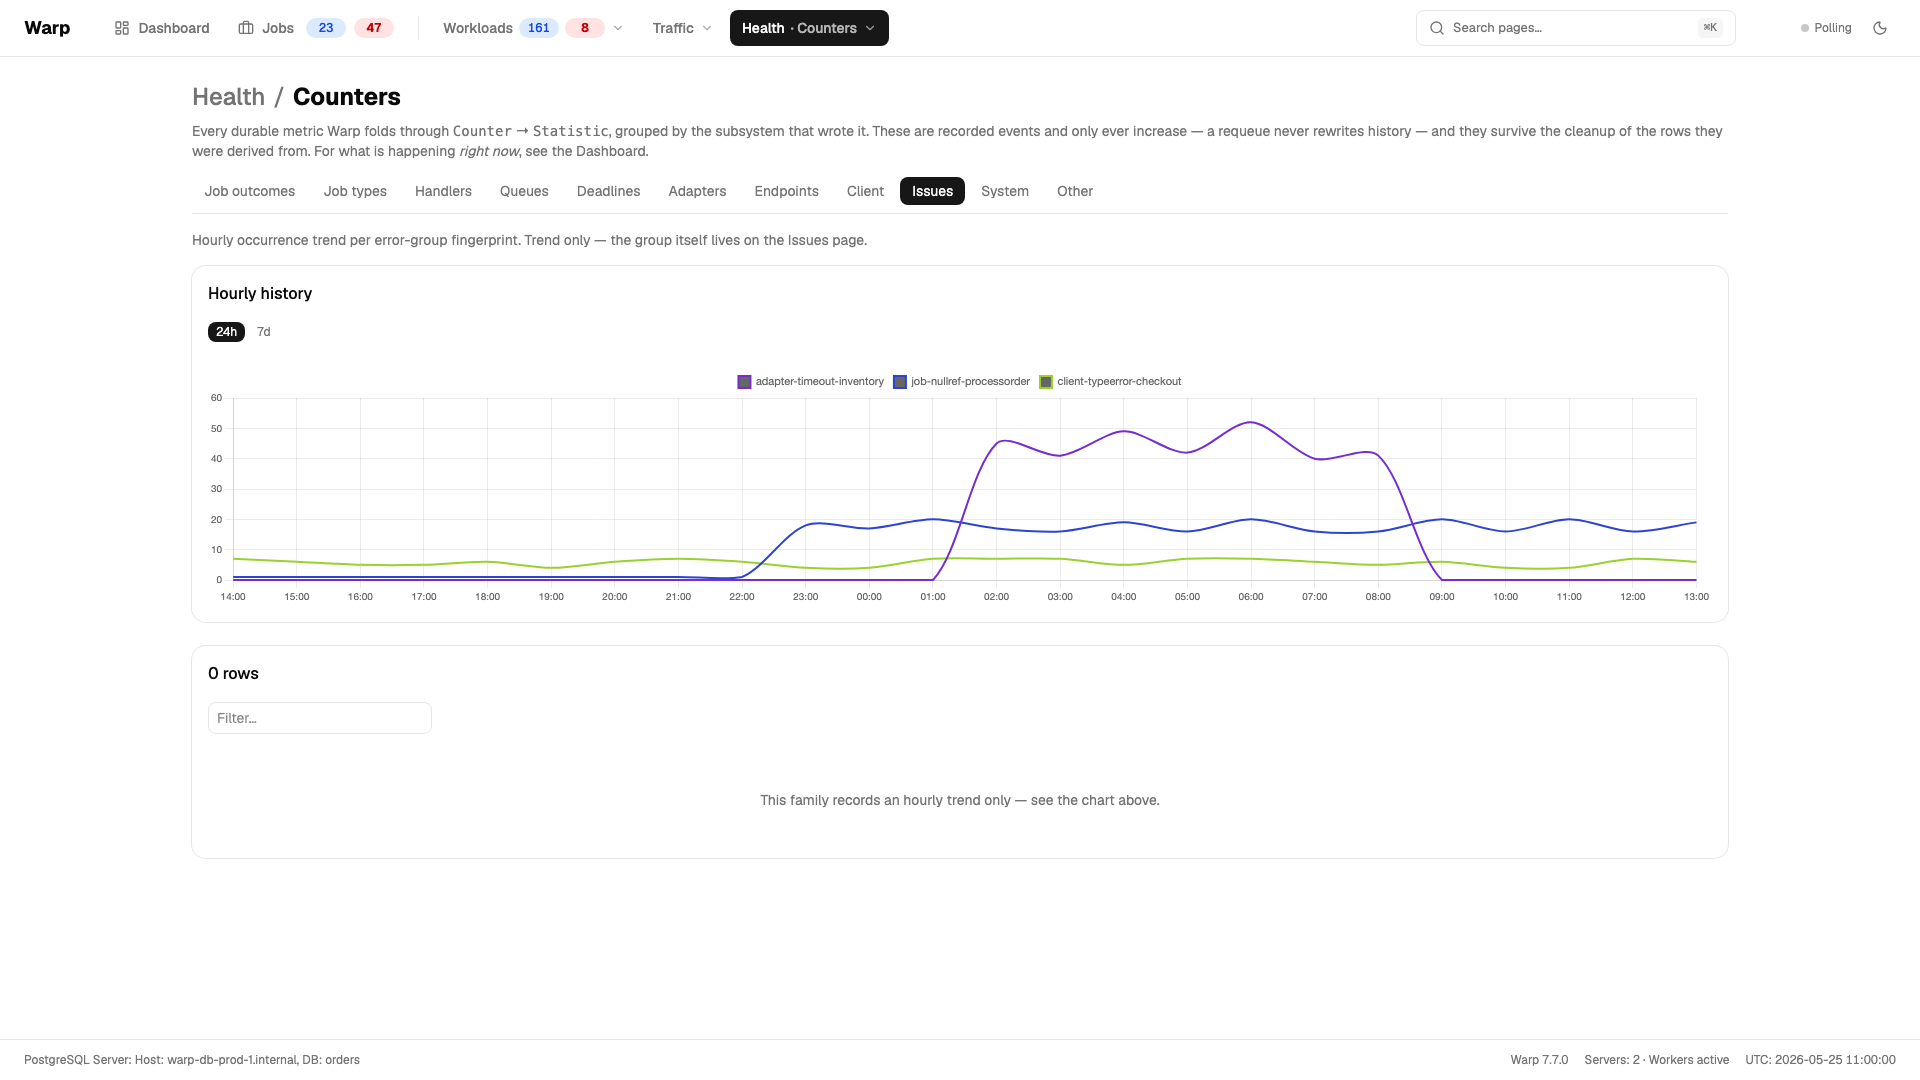 Warp
Dashboard
Jobs 23 47
Workloads 161 8
Traffic
Health · Counters
Search pages...
⌘K
Polling
Health / Counters
Every durable metric Warp folds through Counter → Statistic, grouped by the subsystem that wrote it. These are recorded events and only ever increase — a requeue never rewrites history — and they survive the cleanup of the rows they
were derived from. For what is happening right now, see the Dashboard.
Job outcomes Job types Handlers Queues Deadlines Adapters Endpoints Client Issues System Other
Hourly occurrence trend per error-group fingerprint. Trend only — the group itself lives on the Issues page.
Hourly history
24h 7d
adapter-timeout-inventory job-nullref-processorder client-typeerror-checkout
60
50
40
30
20
10
0
14:00 15:00 16:00 17:00 18:00 19:00 20:00 21:00 22:00 23:00 00:00 01:00 02:00 03:00 04:00 05:00 06:00 07:00 08:00 09:00 10:00 11:00 12:00 13:00
0 rows
Filter...
This family records an hourly trend only — see the chart above.
PostgreSQL Server: Host: warp-db-prod-1.internal, DB: orders
Warp 7.7.0
Servers: 2 · Workers active
UTC: 2026-05-25 11:00:00